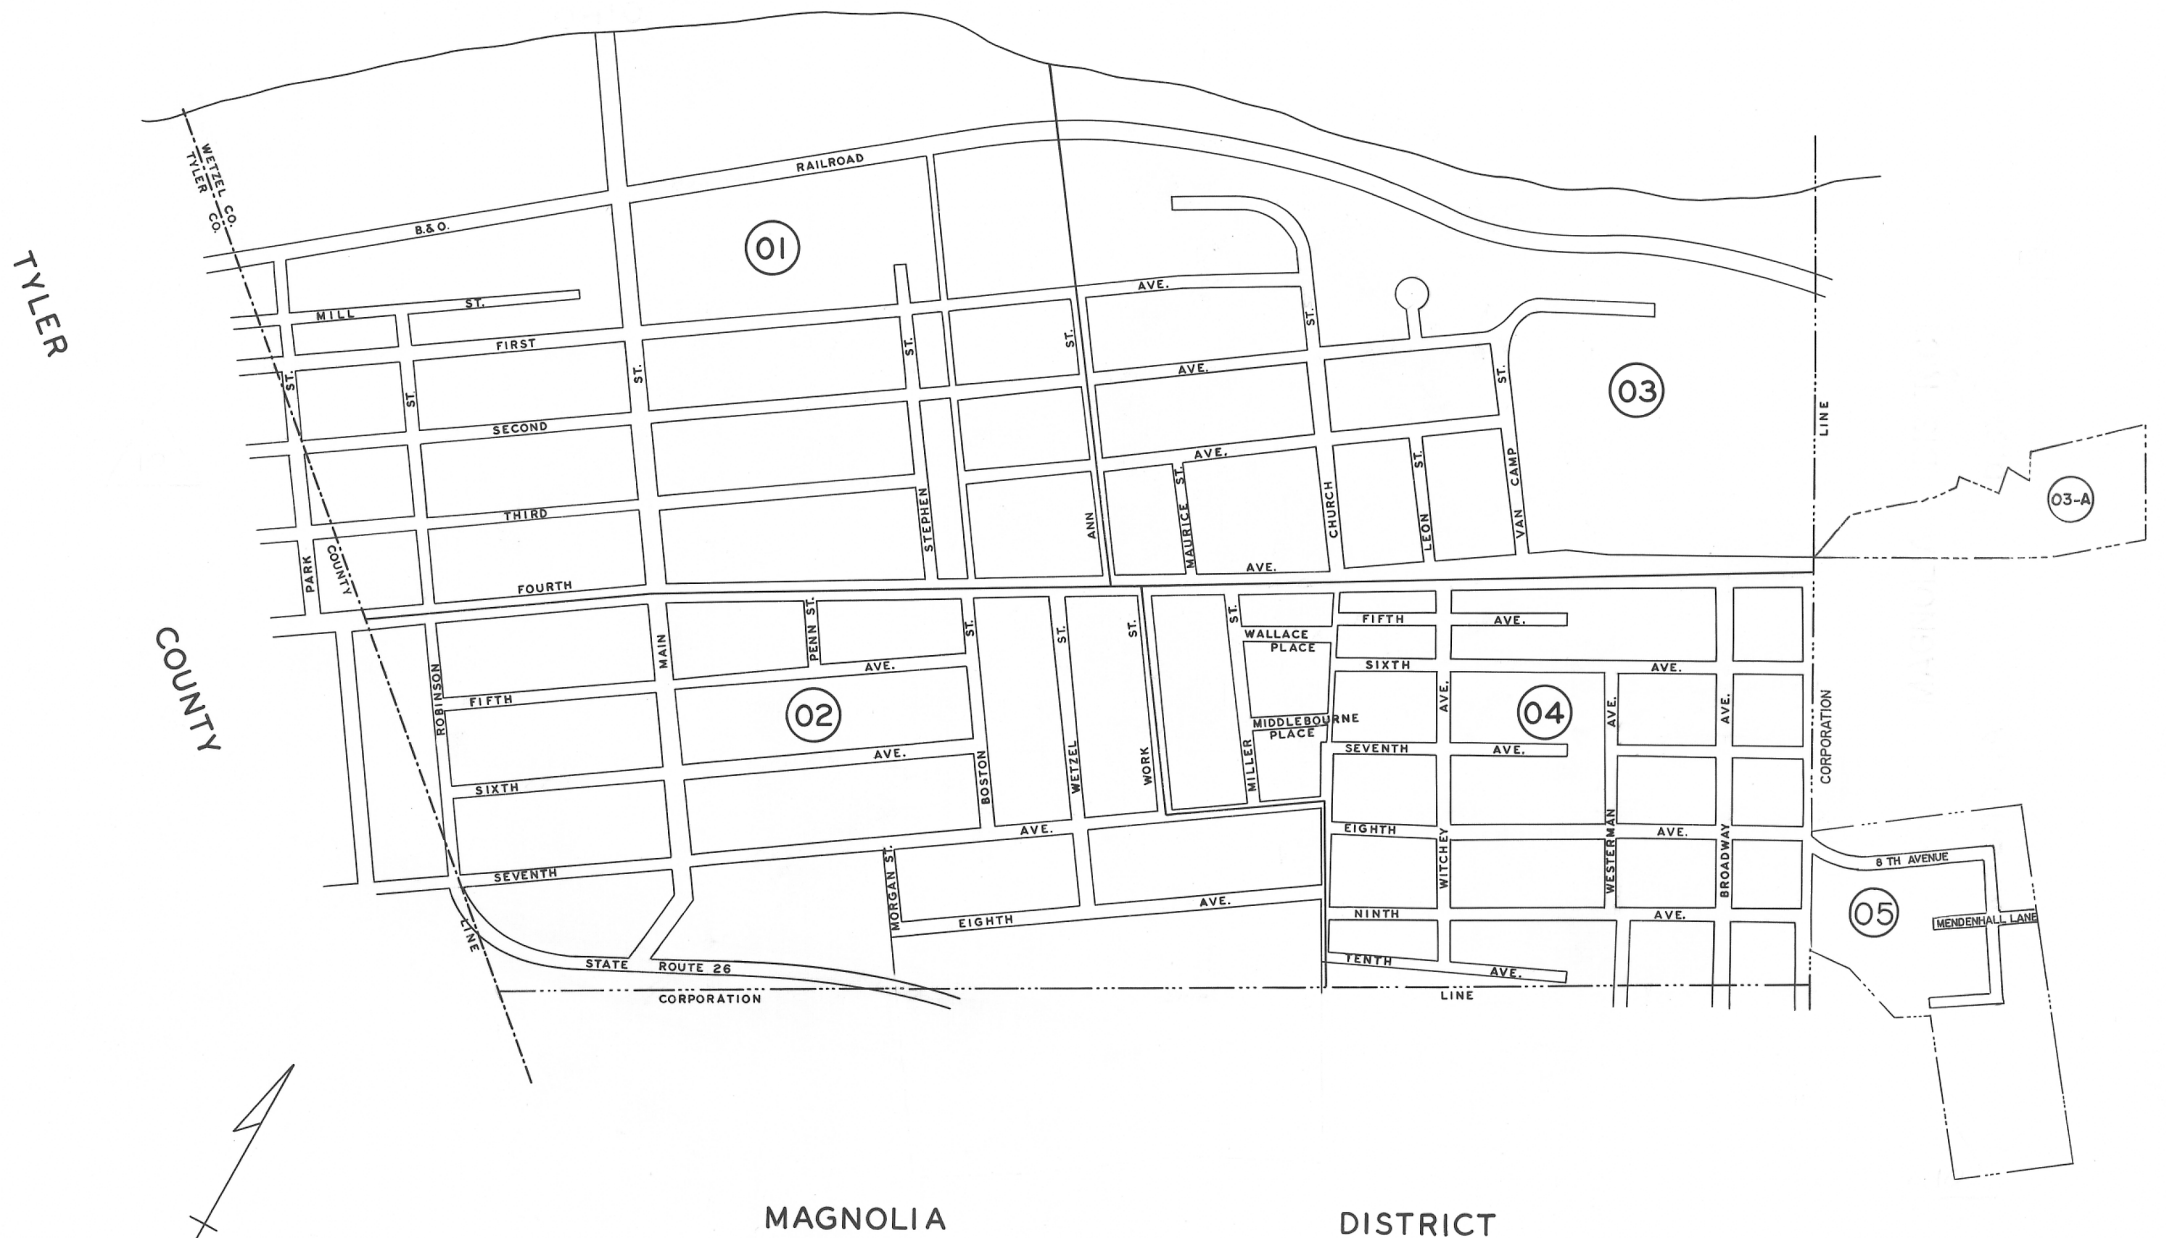 WETZEL CO.
TYLER CO.
TYLER
COUNTY
B.& O.
RAILROAD
01
MILL ST.
FIRST AVE.
SECOND AVE.
THIRD AVE.
FOURTH AVE.
PARK ST.
ST.
ST.
STEPHEN ST.
ANN ST.
MAURICE ST.
CHURCH ST.
LEON ST.
VAN CAMP ST.
03
LINE
03-A
COUNTY
LINE
ROBINSON
MAIN
PENN ST.
BOSTON ST.
WETZEL ST.
WORK ST.
MILLER ST.
WALLACE
PLACE
MIDDLEBOURNE
PLACE
FIFTH AVE.
SIXTH AVE.
SEVENTH AVE.
02
MORGAN ST.
EIGHTH AVE.
STATE ROUTE 26
FIFTH AVE.
SIXTH AVE.
SEVENTH AVE.
EIGHTH AVE.
NINTH AVE.
TENTH AVE.
WITCHEY AVE.
WESTERMAN AVE.
BROADWAY AVE.
04
CORPORATION
8 TH AVENUE
05
MENDENHALL LANE
CORPORATION LINE
MAGNOLIA DISTRICT